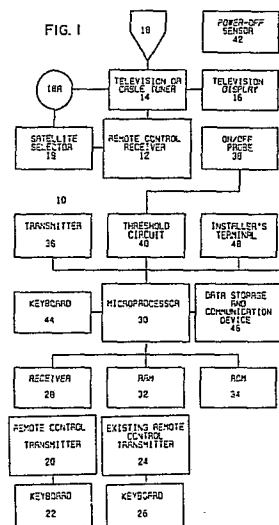 FIG. 1
18
POWER-OFF
SENSOR
42
18A
TELEVISION OR
CABLE TUNER
14
TELEVISION
DISPLAY
16
SATELLITE
SELECTOR
19
REMOTE CONTROL
RECEIVER
12
ON/OFF
PROBE
38
10
TRANSMITTER
36
THRESHOLD
CIRCUIT
40
INSTALLER'S
TERMINAL
48
KEYBOARD
44
MICROPROCESSOR
30
DATA STORAGE
AND
COMMUNICATION
DEVICE
46
RECEIVER
28
RAM
32
ROM
34
REMOTE CONTROL
TRANSMITTER
20
EXISTING REMOTE
CONTROL
TRANSMITTER
24
KEYBOARD
22
KEYBOARD
26